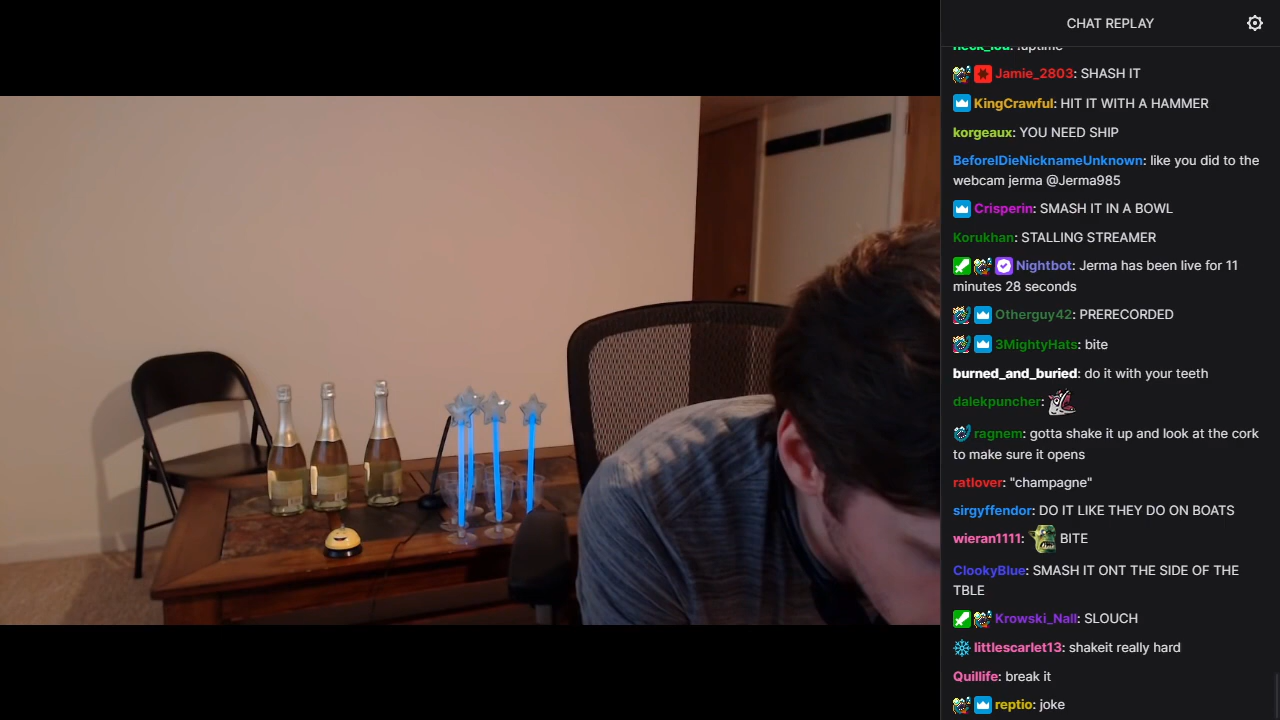 CHAT REPLAY
neck_lou: !uptime
Jamie_2803: SHASH IT
KingCrawful: HIT IT WITH A HAMMER
korgeaux: YOU NEED SHIP
BeforeIDieNicknameUnknown: like you did to the
webcam jerma @Jerma985
Crisperin: SMASH IT IN A BOWL
Korukhan: STALLING STREAMER
Nightbot: Jerma has been live for 11
minutes 28 seconds
Otherguy42: PRERECORDED
3MightyHats: bite
burned_and_buried: do it with your teeth
dalekpuncher:
ragnem: gotta shake it up and look at the cork
to make sure it opens
ratlover: "champagne"
sirgyffendor: DO IT LIKE THEY DO ON BOATS
wieran1111: BITE
ClookyBlue: SMASH IT ONT THE SIDE OF THE
TBLE
Krowski_Nall: SLOUCH
littlescarlet13: shakeit really hard
Quillife: break it
reptio: joke